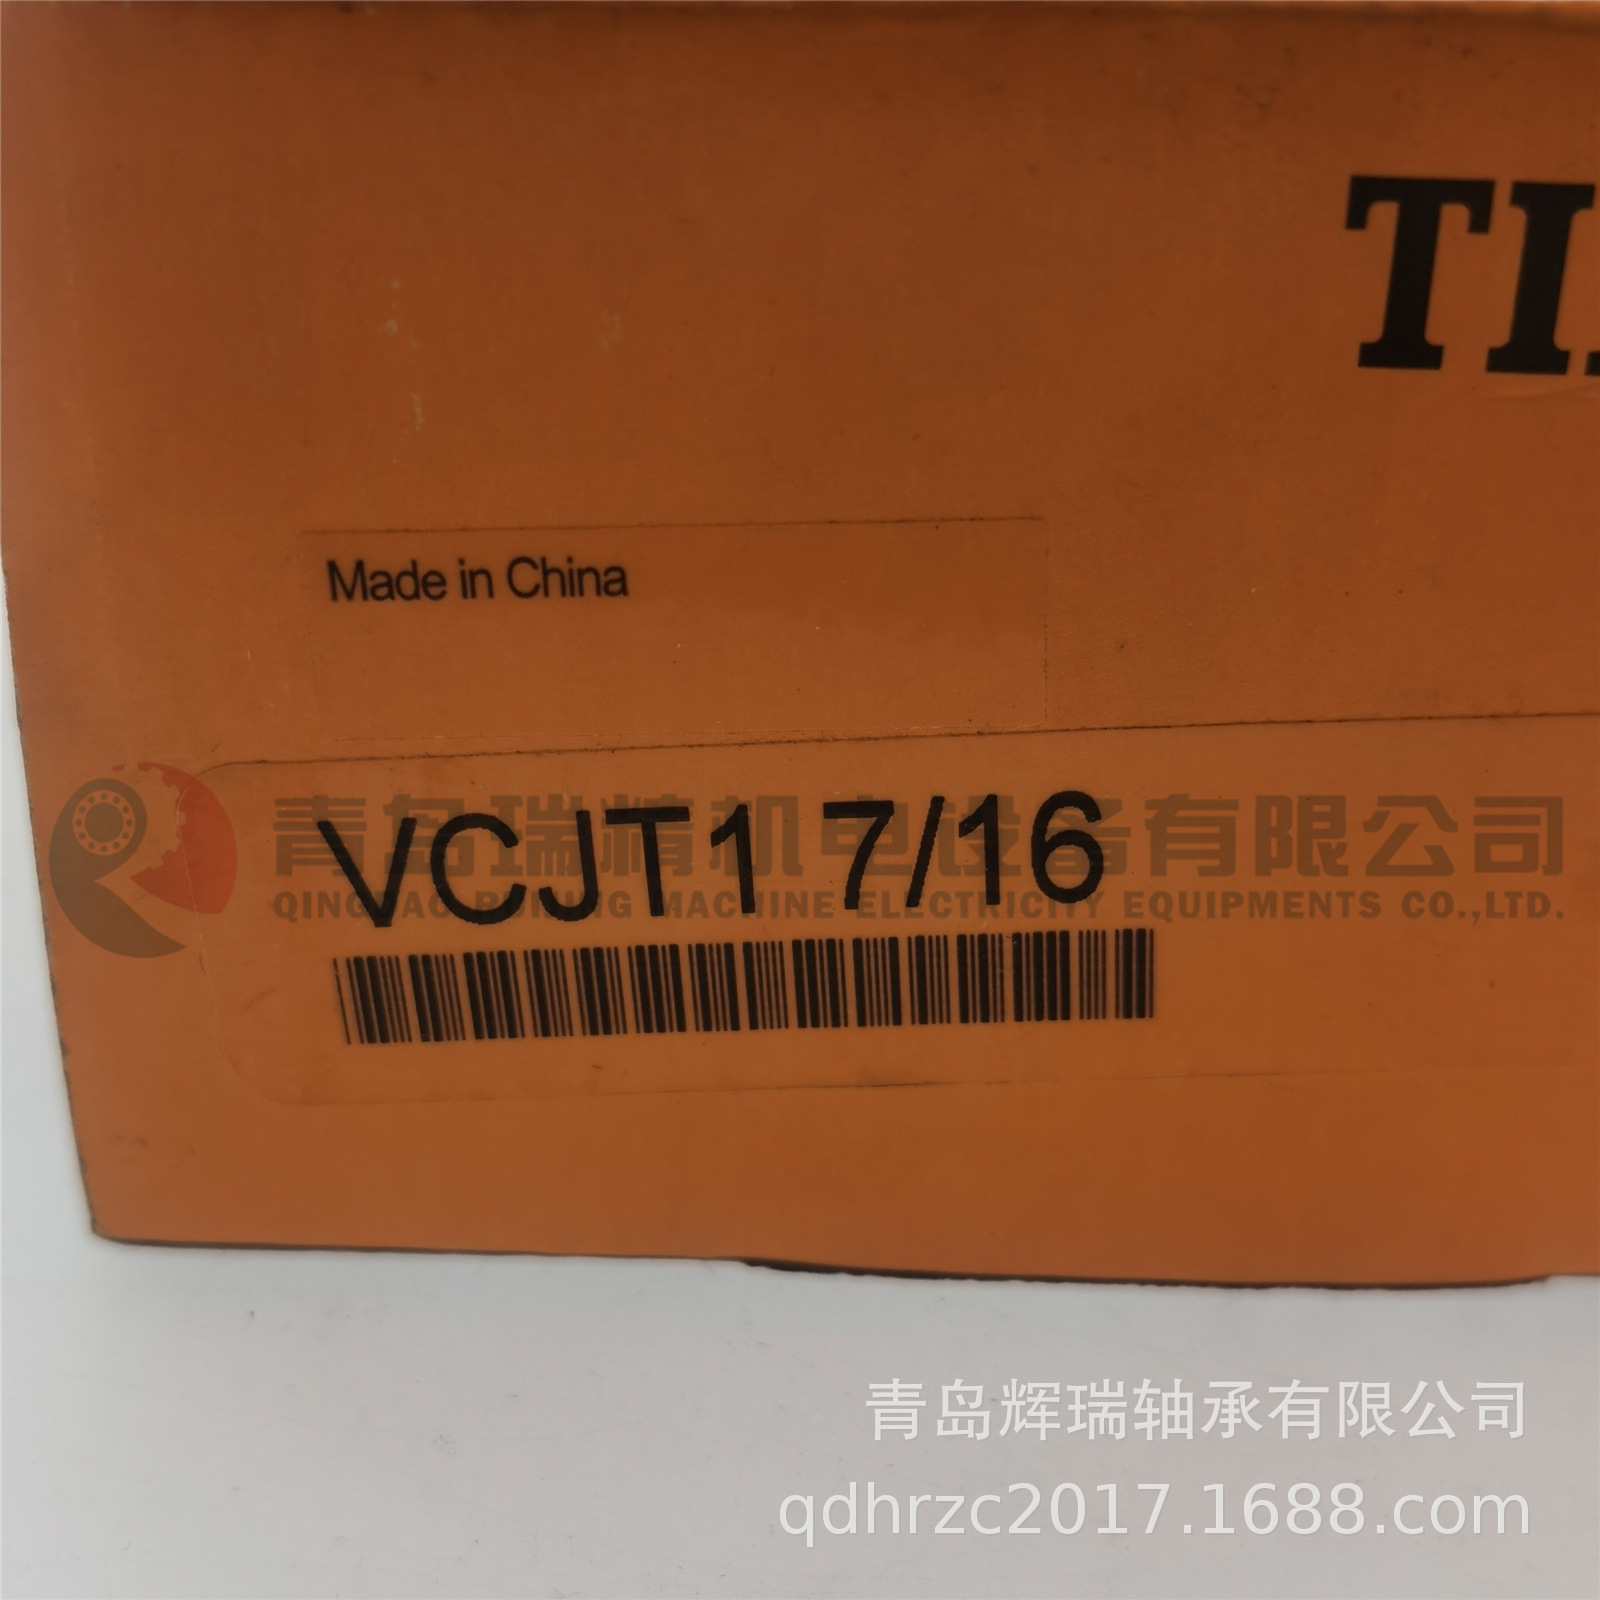 TI
Made in China
青岛瑞精机电设备有限公司
VCJT1 7/16
QINGDAO RUIJING MACHINE ELECTRICITY EQUIPMENTS CO.,LTD.
青岛辉瑞轴承有限公司
qdhrzc2017.1688.com